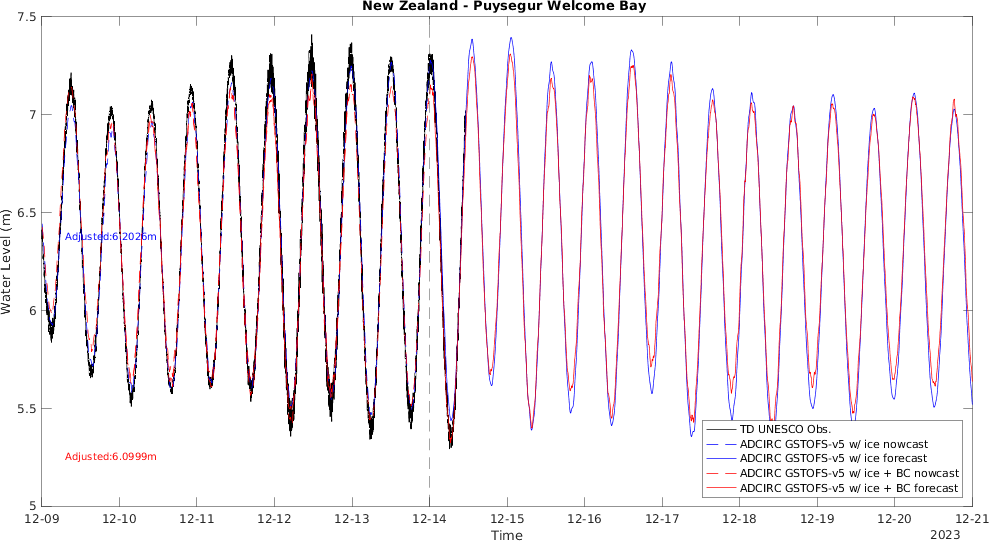 New Zealand - Puysegur Welcome Bay
7.5
7
6.5
6
5.5
5
Water Level (m)
Adjusted:6.2026m
Adjusted:6.0999m
TD UNESCO Obs.
ADCIRC GSTOFS-v5 w/ ice nowcast
ADCIRC GSTOFS-v5 w/ ice forecast
ADCIRC GSTOFS-v5 w/ ice + BC nowcast
ADCIRC GSTOFS-v5 w/ ice + BC forecast
12-09 12-10 12-11 12-12 12-13 12-14 12-15 12-16 12-17 12-18 12-19 12-20 12-21
Time
2023